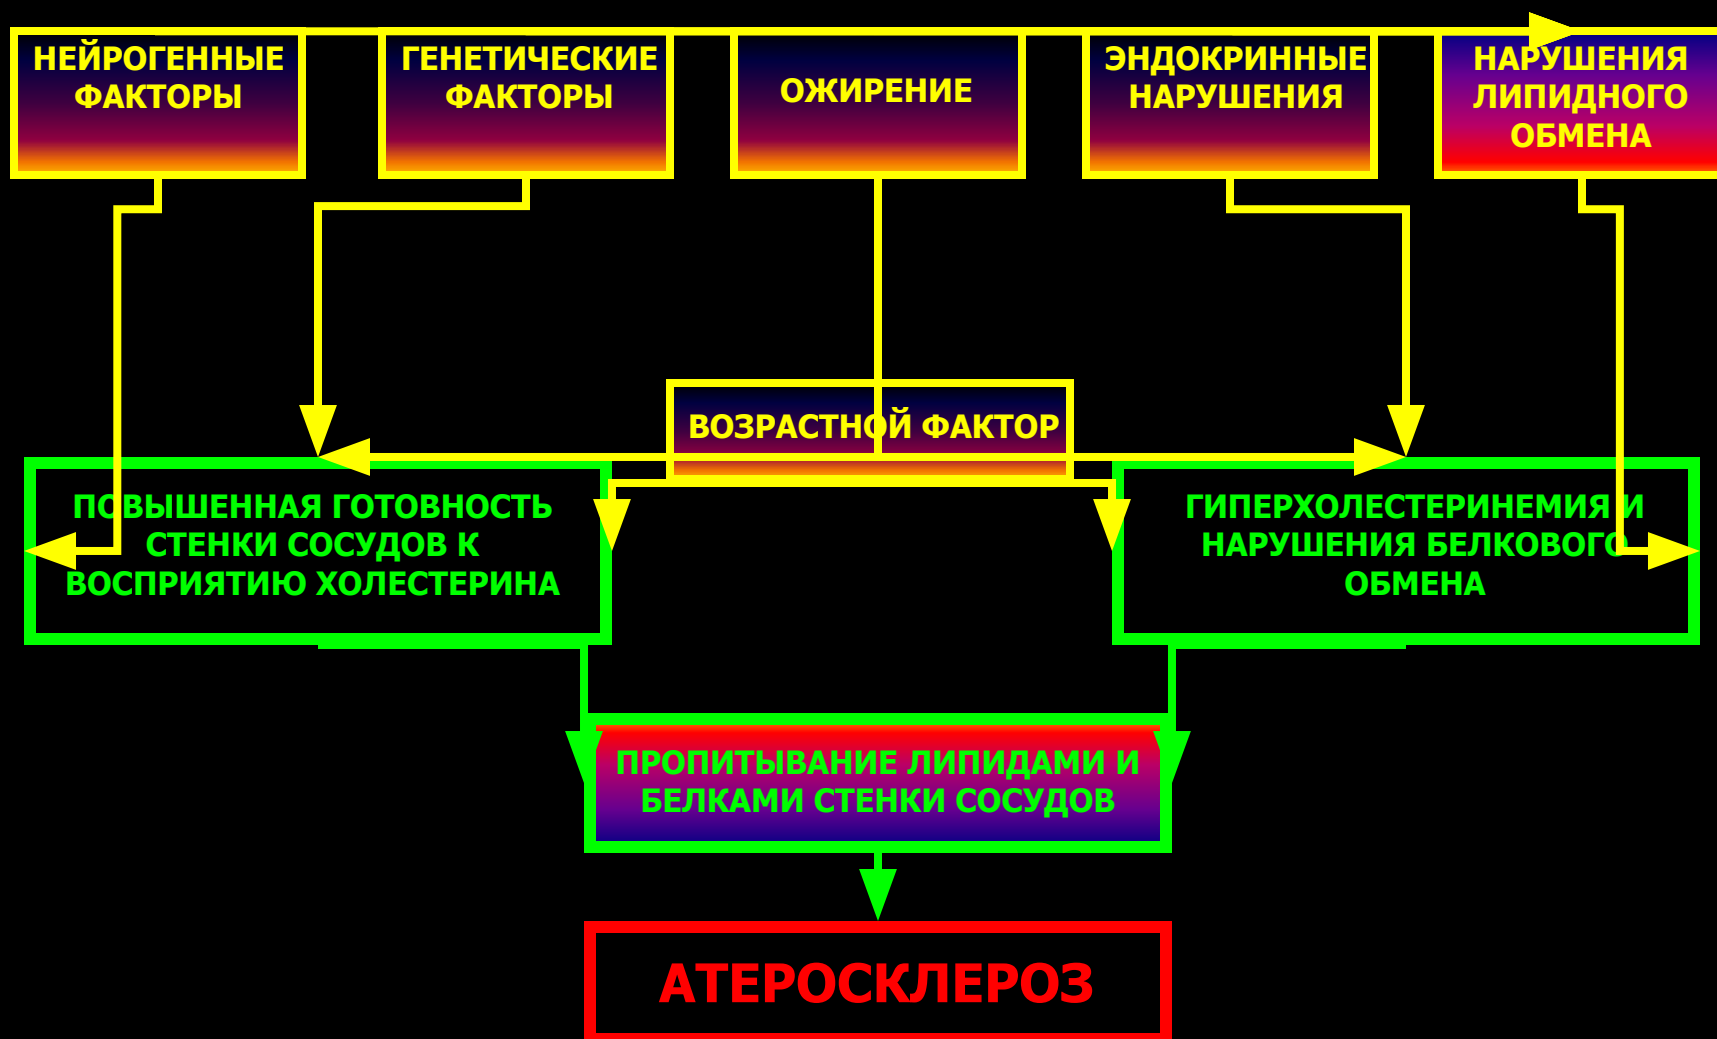 НЕЙРОГЕННЫЕ
ФАКТОРЫ
ГЕНЕТИЧЕСКИЕ
ФАКТОРЫ
ОЖИРЕНИЕ
ЭНДОКРИННЫЕ
НАРУШЕНИЯ
НАРУШЕНИЯ
ЛИПИДНОГО
ОБМЕНА
ВОЗРАСТНОЙ ФАКТОР
ПОВЫШЕННАЯ ГОТОВНОСТЬ
СТЕНКИ СОСУДОВ К
ВОСПРИЯТИЮ ХОЛЕСТЕРИНА
ГИПЕРХОЛЕСТЕРИНЕМИЯ И
НАРУШЕНИЯ БЕЛКОВОГО
ОБМЕНА
ПРОПИТЫВАНИЕ ЛИПИДАМИ И
БЕЛКАМИ СТЕНКИ СОСУДОВ
АТЕРОСКЛЕРОЗ